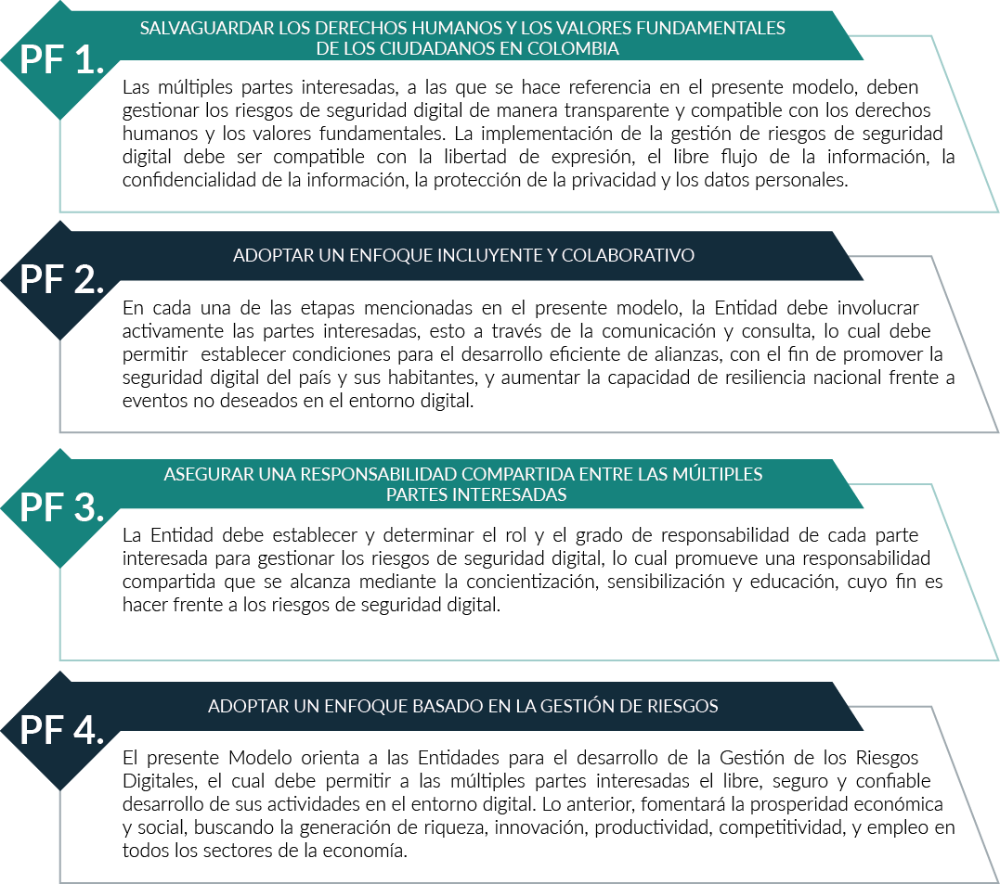 PF 1.
SALVAGUARDAR LOS DERECHOS HUMANOS Y LOS VALORES FUNDAMENTALES
DE LOS CIUDADANOS EN COLOMBIA
Las múltiples partes interesadas, a las que se hace referencia en el presente modelo, deben
gestionar los riesgos de seguridad digital de manera transparente y compatible con los derechos
humanos y los valores fundamentales. La implementación de la gestión de riesgos de seguridad
digital debe ser compatible con la libertad de expresión, el libre flujo de la información, la
confidencialidad de la información, la protección de la privacidad y los datos personales.
PF 2.
ADOPTAR UN ENFOQUE INCLUYENTE Y COLABORATIVO
En cada una de las etapas mencionadas en el presente modelo, la Entidad debe involucrar
activamente las partes interesadas, esto a través de la comunicación y consulta, lo cual debe
permitir establecer condiciones para el desarrollo eficiente de alianzas, con el fin de promover la
seguridad digital del país y sus habitantes, y aumentar la capacidad de resiliencia nacional frente a
eventos no deseados en el entorno digital.
PF 3.
ASEGURAR UNA RESPONSABILIDAD COMPARTIDA ENTRE LAS MÚLTIPLES
PARTES INTERESADAS
La Entidad debe establecer y determinar el rol y el grado de responsabilidad de cada parte
interesada para gestionar los riesgos de seguridad digital, lo cual promueve una responsabilidad
compartida que se alcanza mediante la concientización, sensibilización y educación, cuyo fin es
hacer frente a los riesgos de seguridad digital.
PF 4.
ADOPTAR UN ENFOQUE BASADO EN LA GESTIÓN DE RIESGOS
El presente Modelo orienta a las Entidades para el desarrollo de la Gestión de los Riesgos
Digitales, el cual debe permitir a las múltiples partes interesadas el libre, seguro y confiable
desarrollo de sus actividades en el entorno digital. Lo anterior, fomentará la prosperidad económica
y social, buscando la generación de riqueza, innovación, productividad, competitividad, y empleo en
todos los sectores de la economía.